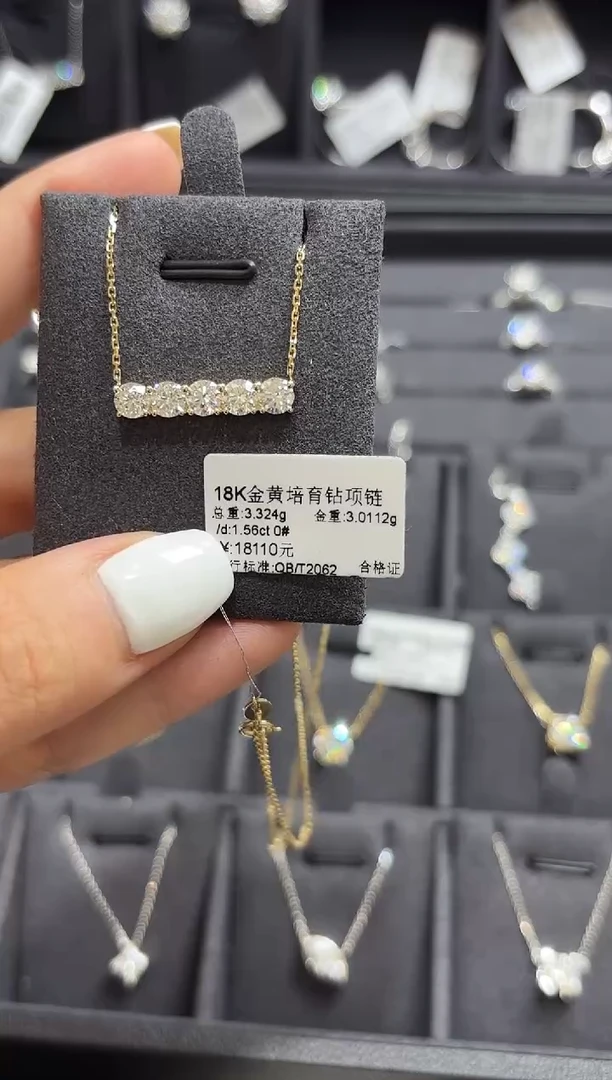 18K金黄培育钻项链
总重:3.324g 金重:3.0112g
/d:1.56ct 0#
¥:18110元
行标准:QB/T2062 合格证